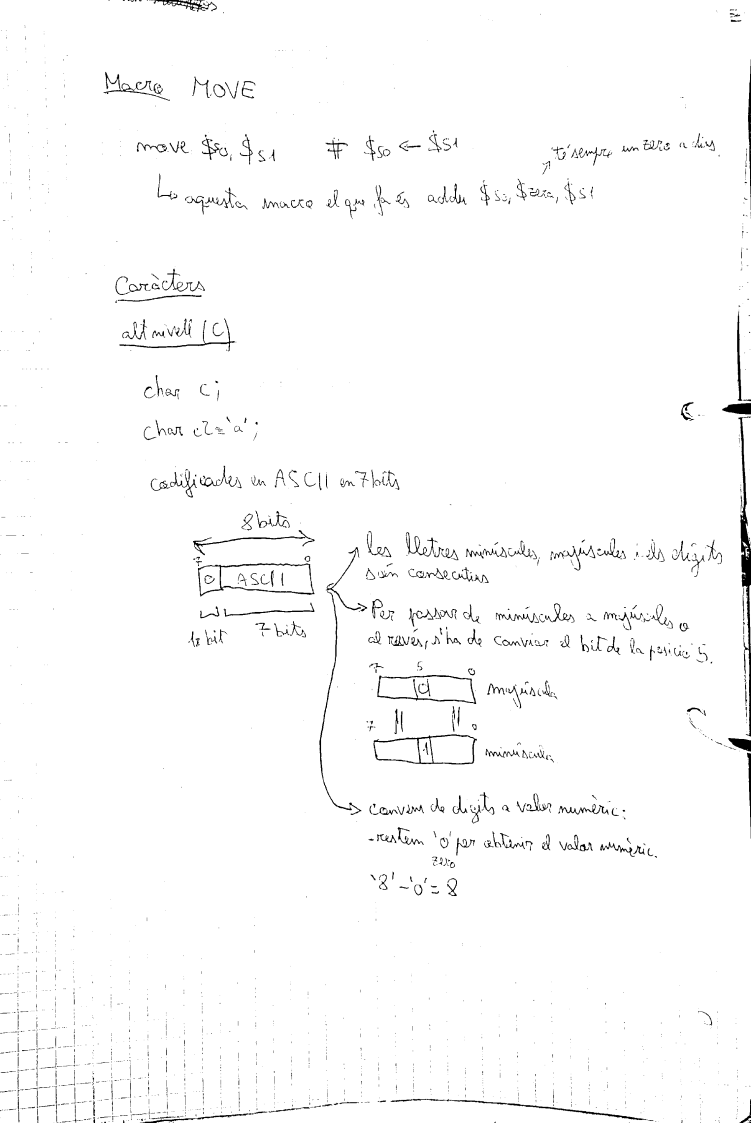 Macro MOVE
move $s0, $s1 # $s0 ← $s1
té sempre un zero a dins
↳ aquesta macro el que fa és addu $s0, $zero, $s1
Caràcters
alt nivell (C)
char c;
char c2='a';
codificades en ASCII en 7 bits
8 bits
7 0
0 ASCII
1 bit 7 bits
les lletres minúscules, majúscules i els dígits
són consecutius
Per passar de minúscules a majúscules o
al revés, s'ha de canviar el bit de la posició 5.
7 5 0
0 majúscula
7 0
1 minúscula
de dígits a valor numèric:
-restem '0' per obtenir el valor numèric.
zero
'8'-'0'= 8